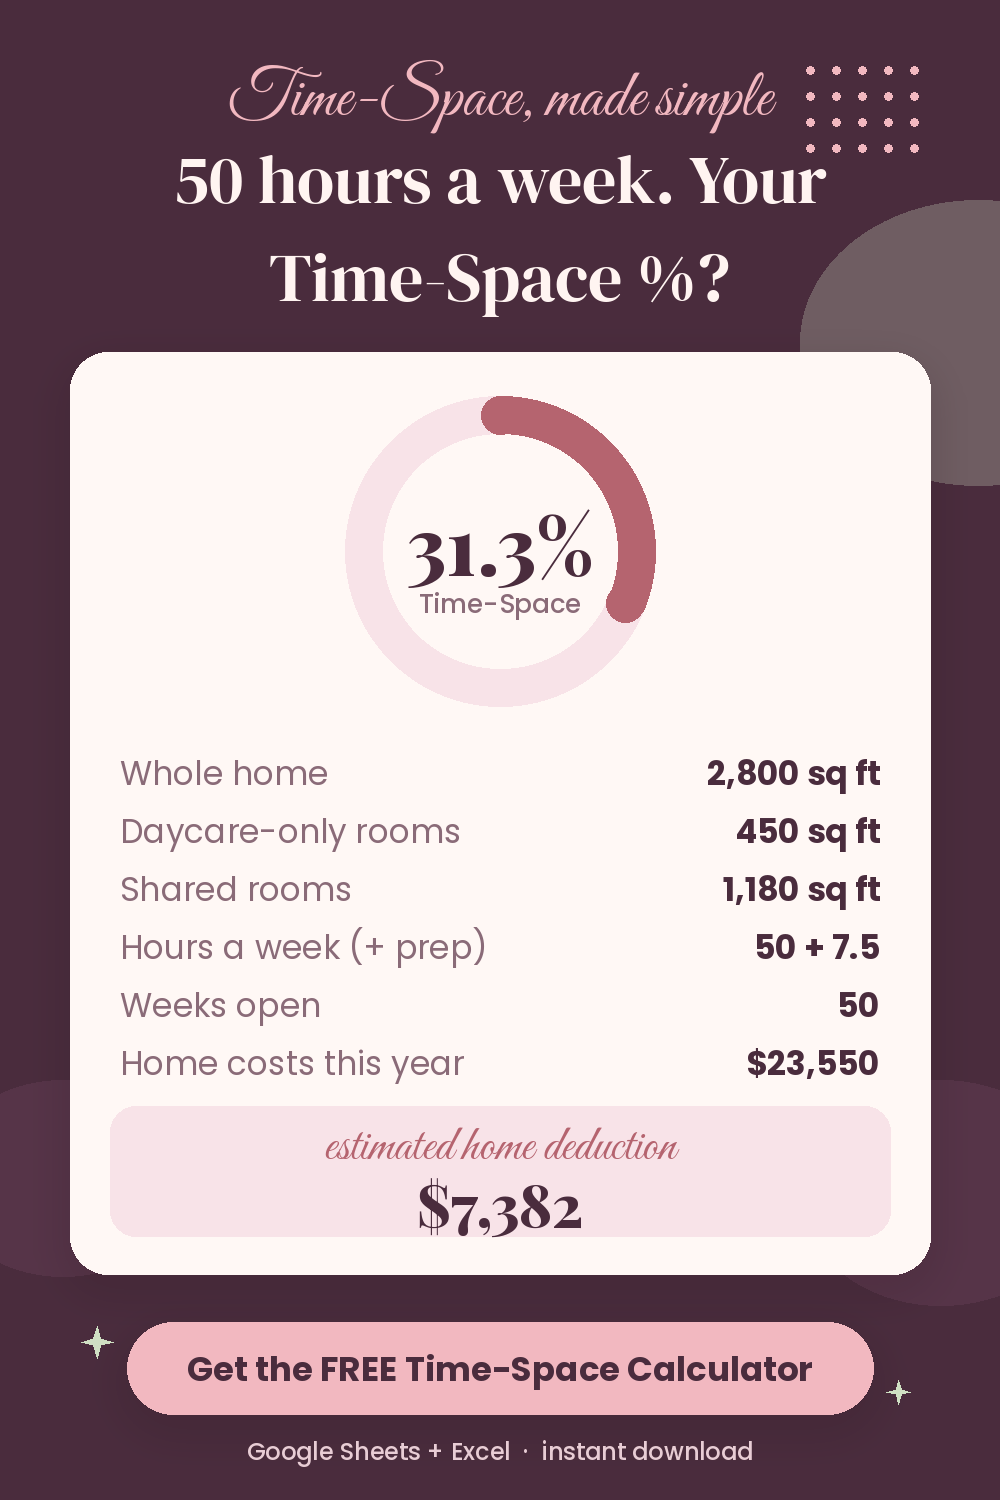 Time-Space, made simple
50 hours a week. Your
Time-Space %?
31.3%
Time-Space
Whole home 2,800 sq ft
Daycare-only rooms 450 sq ft
Shared rooms 1,180 sq ft
Hours a week (+ prep) 50 + 7.5
Weeks open 50
Home costs this year $23,550
estimated home deduction
$7,382
Get the FREE Time-Space Calculator
Google Sheets + Excel · instant download